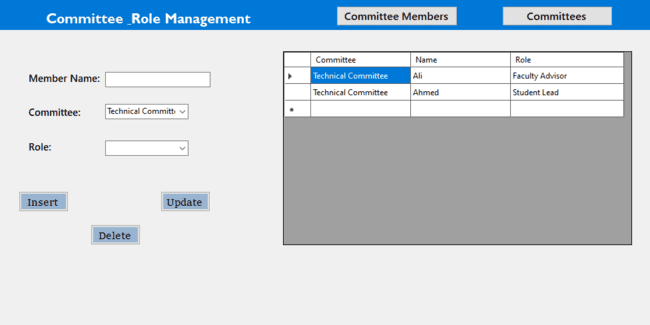 Committee _Role Management
Committee Members
Committees
Member Name:
Committee:
Technical Committe
Role:
Insert
Update
Delete
Committee Name Role
Technical Committee Ali Faculty Advisor
Technical Committee Ahmed Student Lead